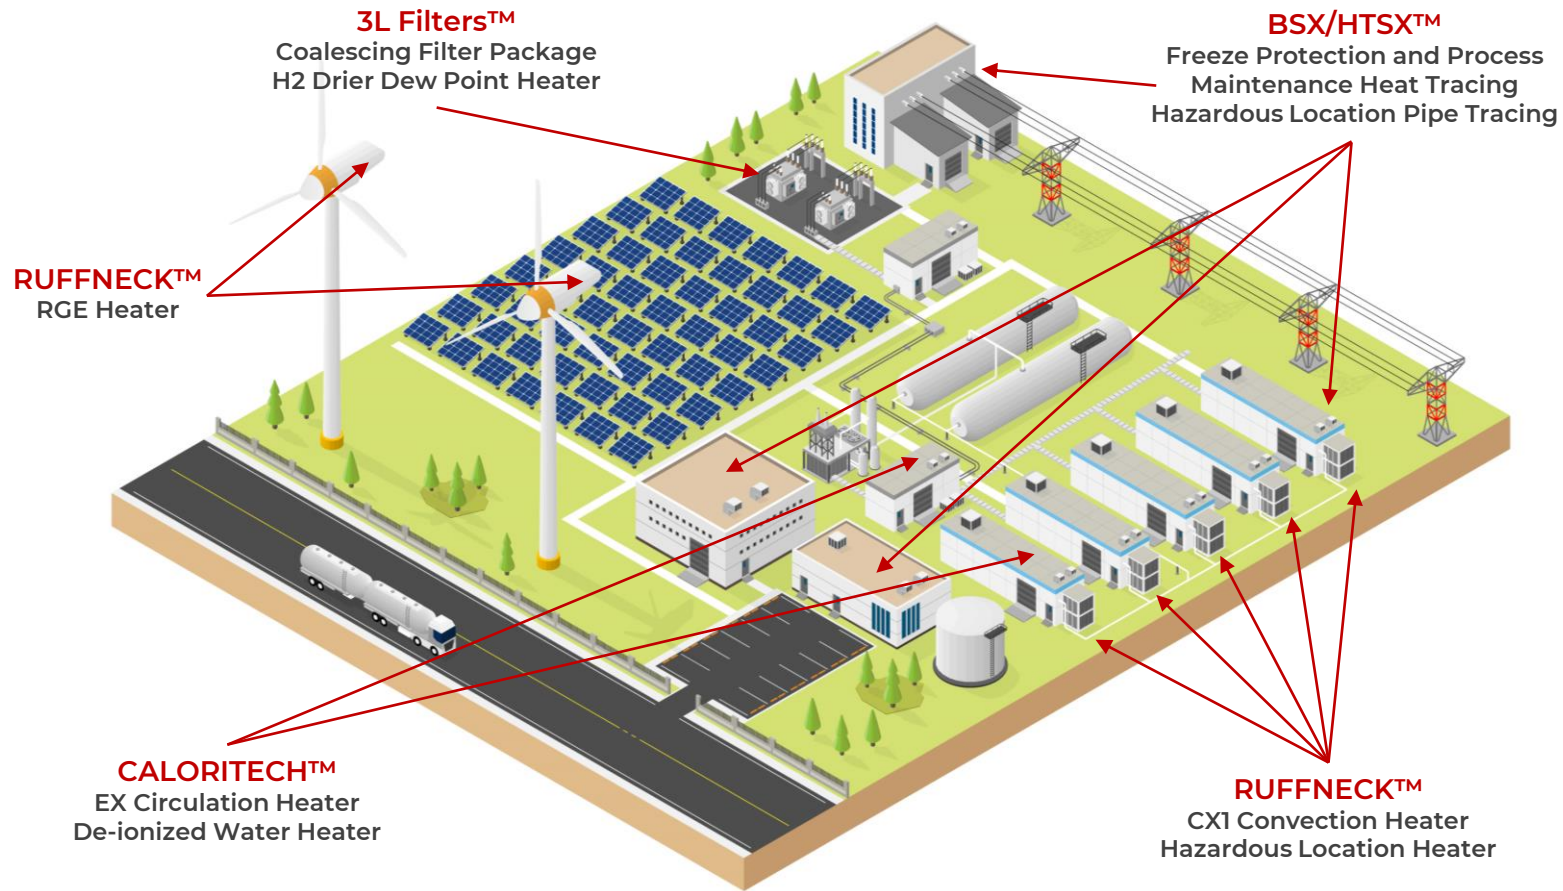 3L Filters™
Coalescing Filter Package
H2 Drier Dew Point Heater
BSX/HTSX™
Freeze Protection and Process
Maintenance Heat Tracing
Hazardous Location Pipe Tracing
RUFFNECK™
RGE Heater
CALORITECH™
EX Circulation Heater
De-ionized Water Heater
RUFFNECK™
CX1 Convection Heater
Hazardous Location Heater